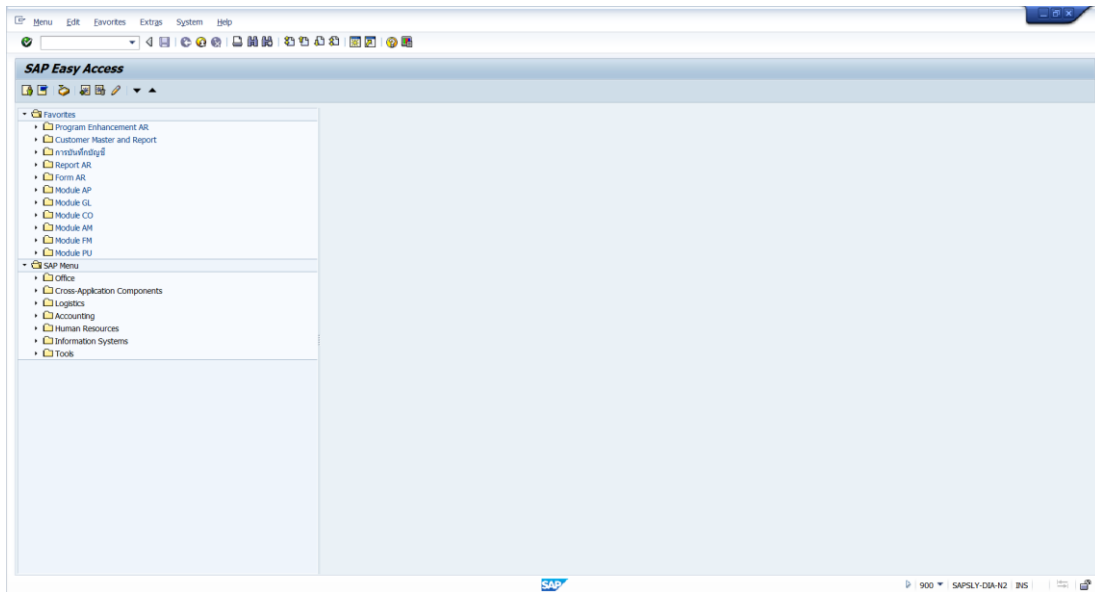 Menu Edit Favorites Extras System Help
SAP Easy Access
Favorites
Program Enhancement AR
Customer Master and Report
การบันทึกบัญชี
Report AR
Form AR
Module AP
Module GL
Module CO
Module AM
Module FM
Module PU
SAP Menu
Office
Cross-Application Components
Logistics
Accounting
Human Resources
Information Systems
Tools
SAP 900 SAPSLY-DIA-N2 INS